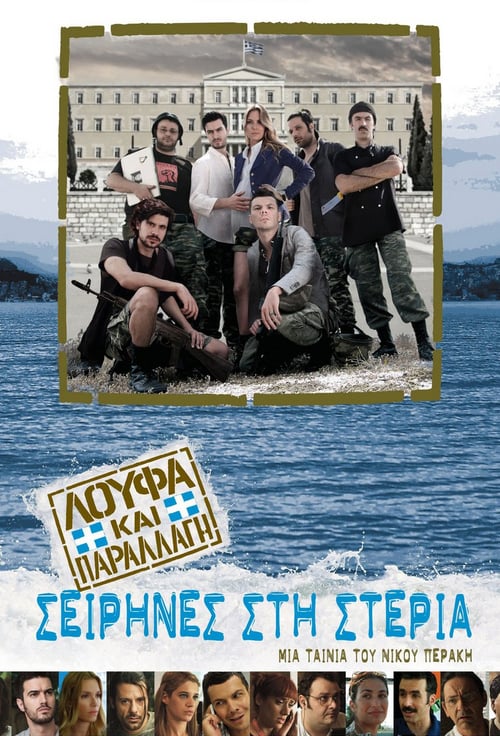 ΛΟΥΦΑ
ΚΑΙ
ΠΑΡΑΛΛΑΓΗ
ΣΕΙΡΗΝΕΣ ΣΤΗ ΣΤΕΡΙΑ
ΜΙΑ ΤΑΙΝΙΑ ΤΟΥ ΝΙΚΟΥ ΠΕΡΑΚΗ